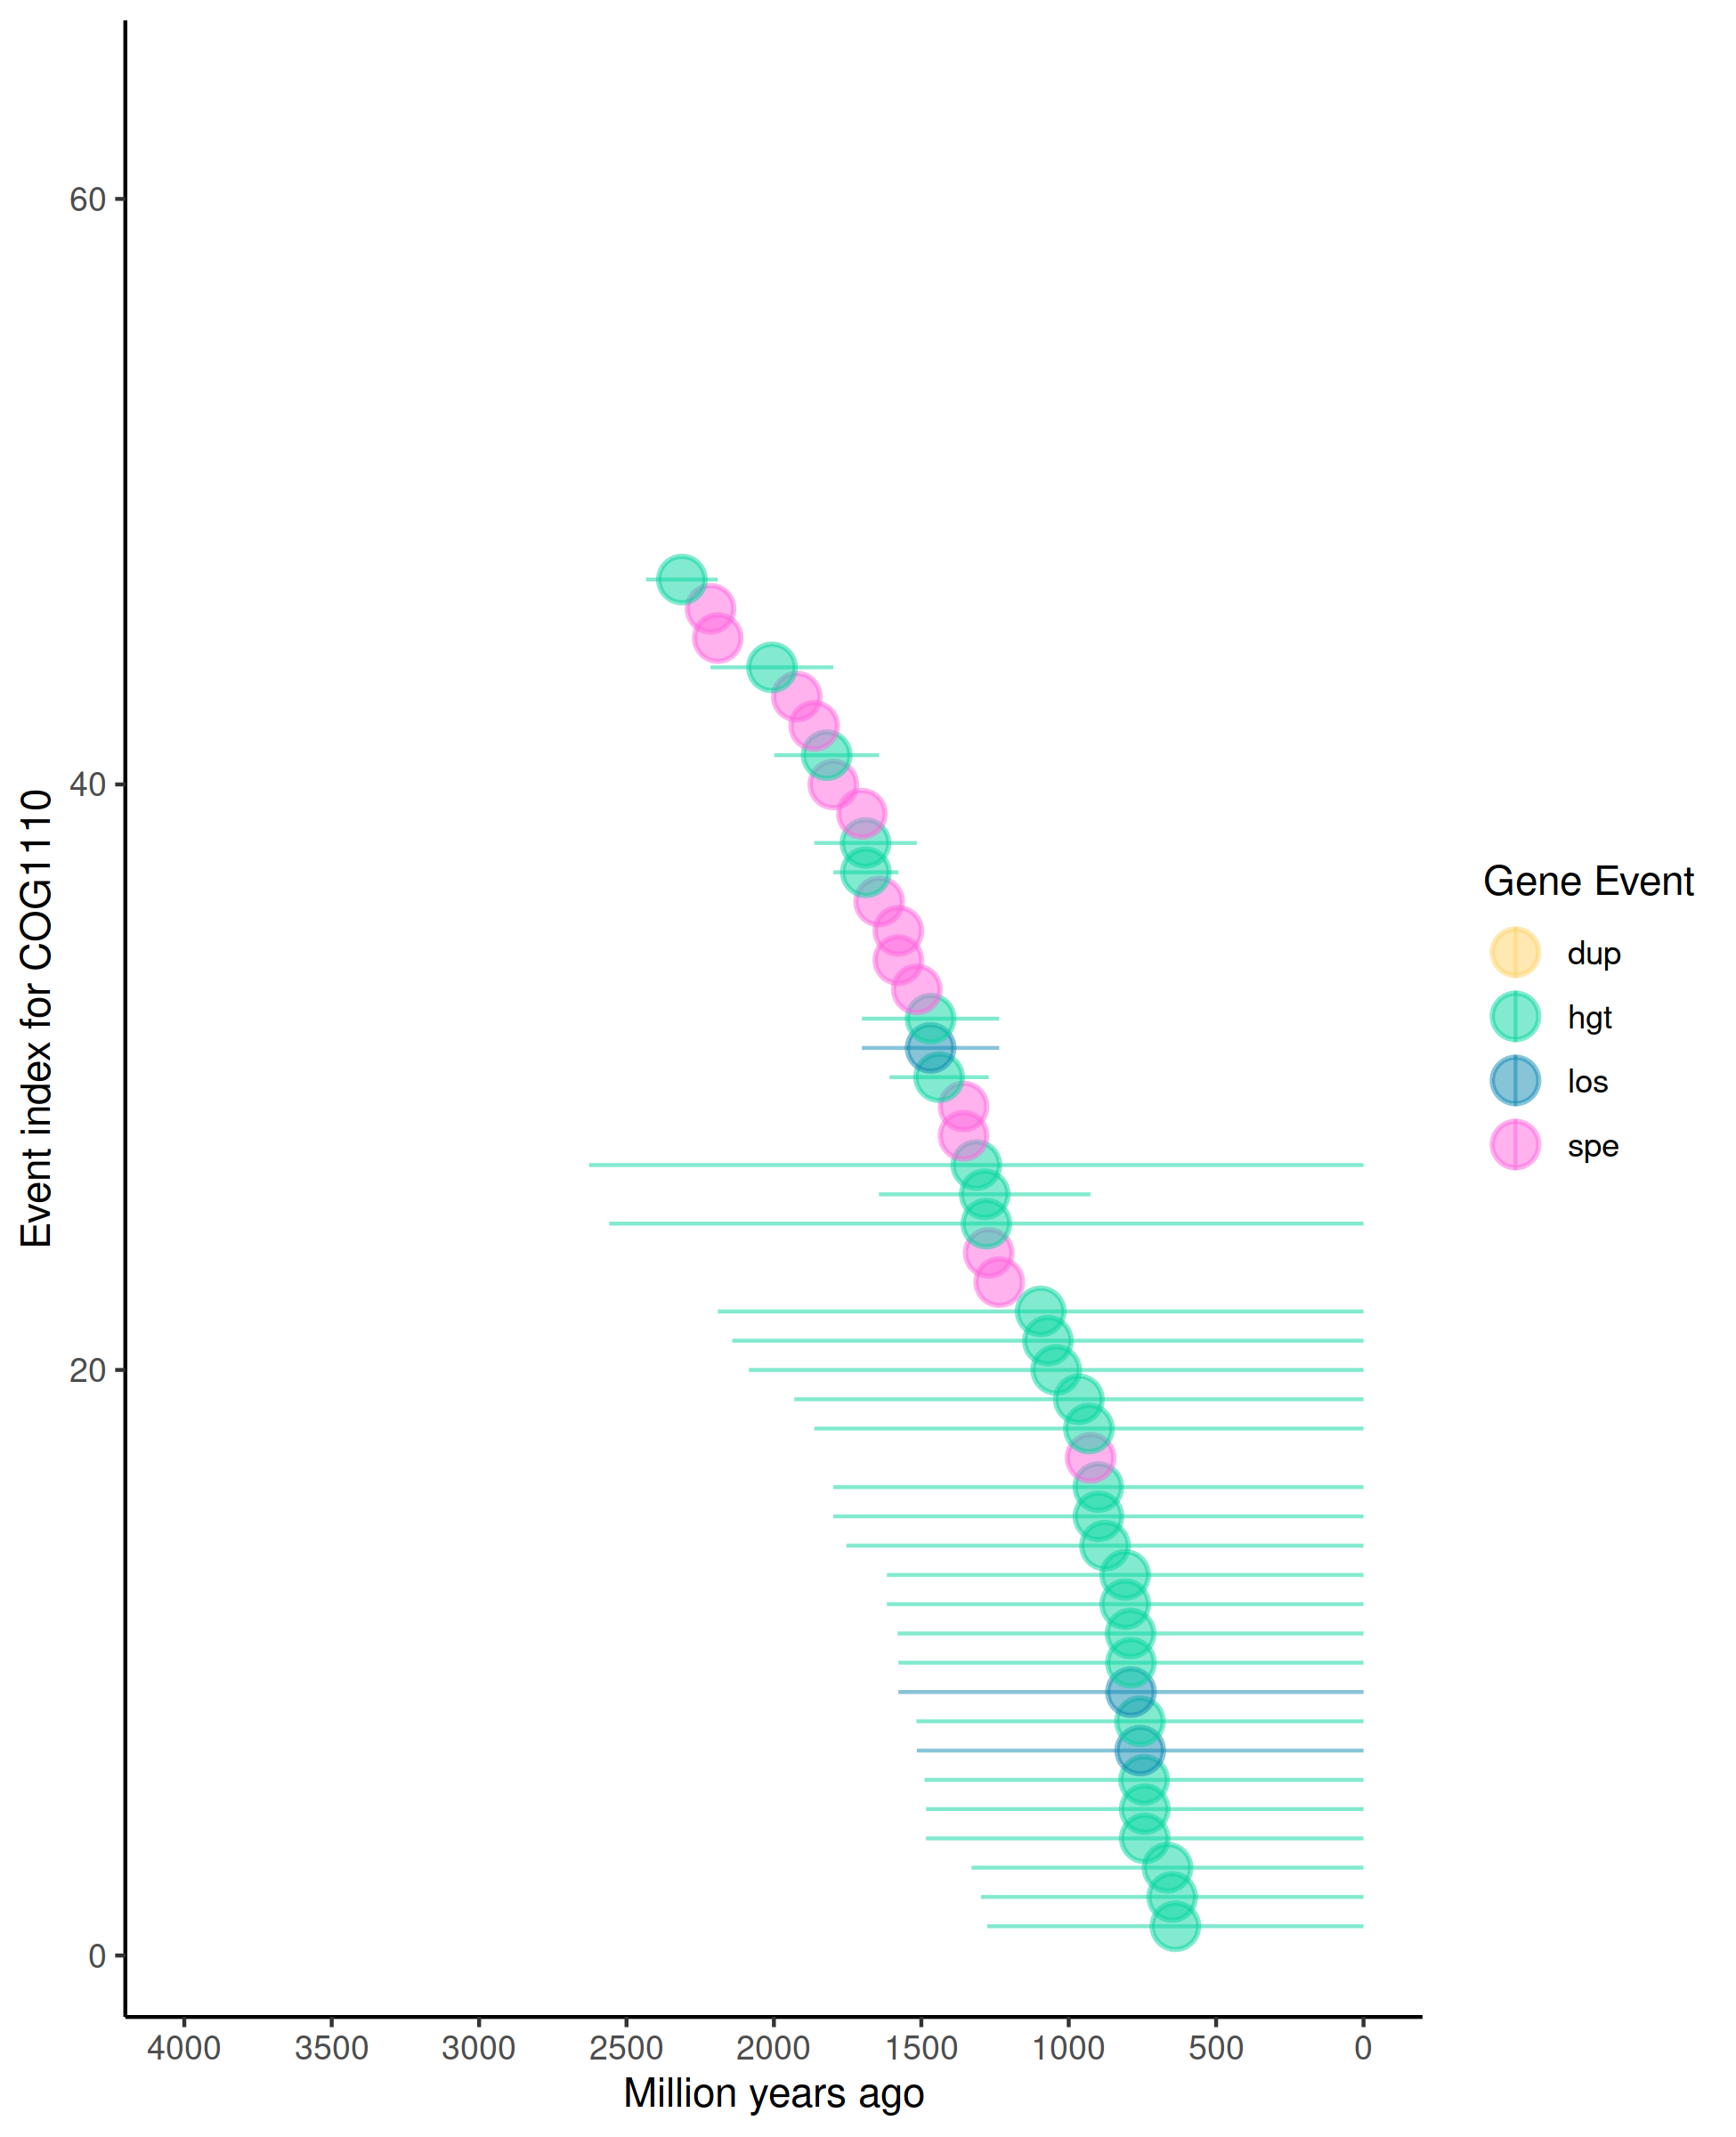 60
40
20
0
Event index for COG1110
4000 3500 3000 2500 2000 1500 1000 500 0
Million years ago
Gene Event
dup
hgt
los
spe